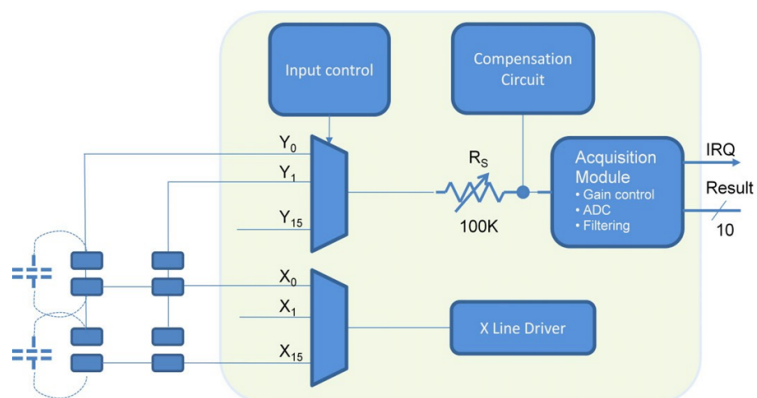 Input control
Compensation
Circuit
Y0
Y1
Y15
RS
100K
Acquisition
Module
• Gain control
• ADC
• Filtering
IRQ
Result
10
X0
X1
X15
X Line Driver